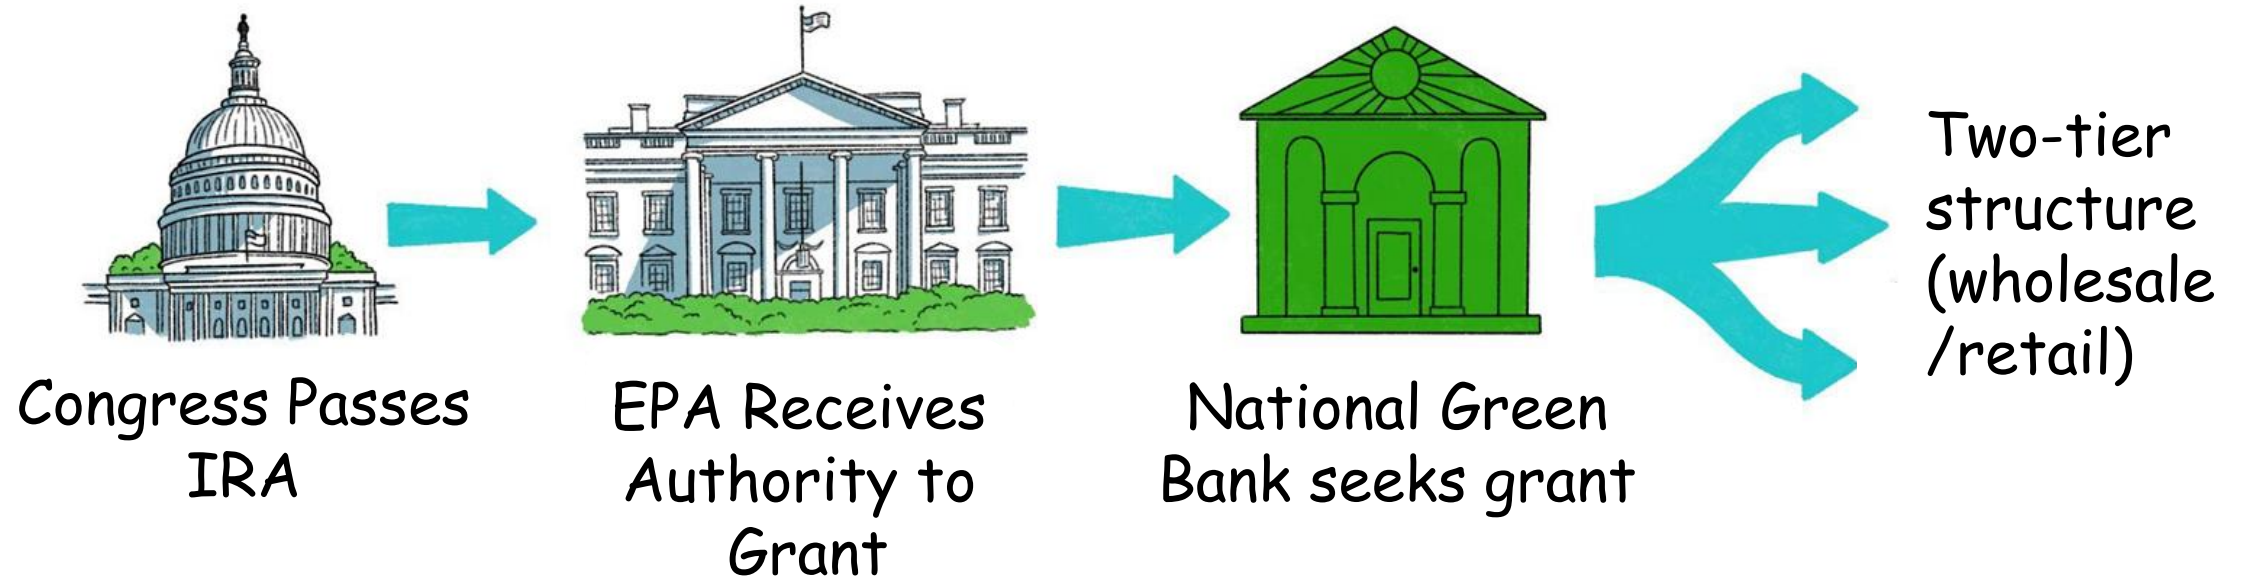 Congress Passes
IRA
EPA Receives
Authority to
Grant
National Green
Bank seeks grant
Two-tier
structure
(wholesale
/retail)